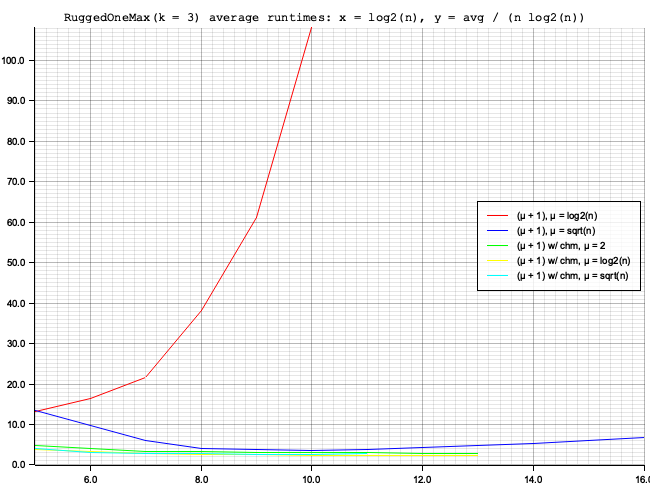 RuggedOneMax(k = 3) average runtimes: x = log2(n), y = avg / (n log2(n))
100.0
90.0
80.0
70.0
60.0
50.0
40.0
30.0
20.0
10.0
0.0
(μ + 1), μ = log2(n)
(μ + 1), μ = sqrt(n)
(μ + 1) w/ chm, μ = 2
(μ + 1) w/ chm, μ = log2(n)
(μ + 1) w/ chm, μ = sqrt(n)
6.0 8.0 10.0 12.0 14.0 16.0